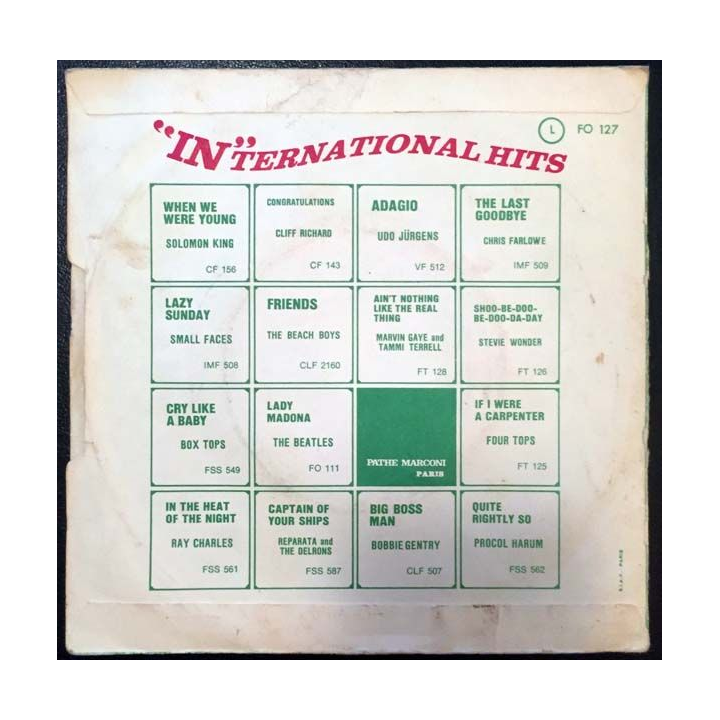 L FO 127
"IN"TERNATIONAL HITS
WHEN WE
WERE YOUNG
SOLOMON KING
CF 156
CONGRATULATIONS
CLIFF RICHARD
CF 143
ADAGIO
UDO JÜRGENS
VF 512
THE LAST
GOODBYE
CHRIS FARLOWE
IMF 509
LAZY
SUNDAY
SMALL FACES
IMF 508
FRIENDS
THE BEACH BOYS
CLF 2160
AIN'T NOTHING
LIKE THE REAL
THING
MARVIN GAYE and
TAMMI TERRELL
FT 128
SHOO-BE-DOO-
BE-DOO-DA-DAY
STEVIE WONDER
FT 126
CRY LIKE
A BABY
BOX TOPS
FSS 549
LADY
MADONA
THE BEATLES
FO 111
PATHE MARCONI
PARIS
IF I WERE
A CARPENTER
FOUR TOPS
FT 125
IN THE HEAT
OF THE NIGHT
RAY CHARLES
FSS 561
CAPTAIN OF
YOUR SHIPS
REPARATA and
THE DELRONS
FSS 587
BIG BOSS
MAN
BOBBIE GENTRY
CLF 507
QUITE
RIGHTLY SO
PROCOL HARUM
FSS 562
PARIS